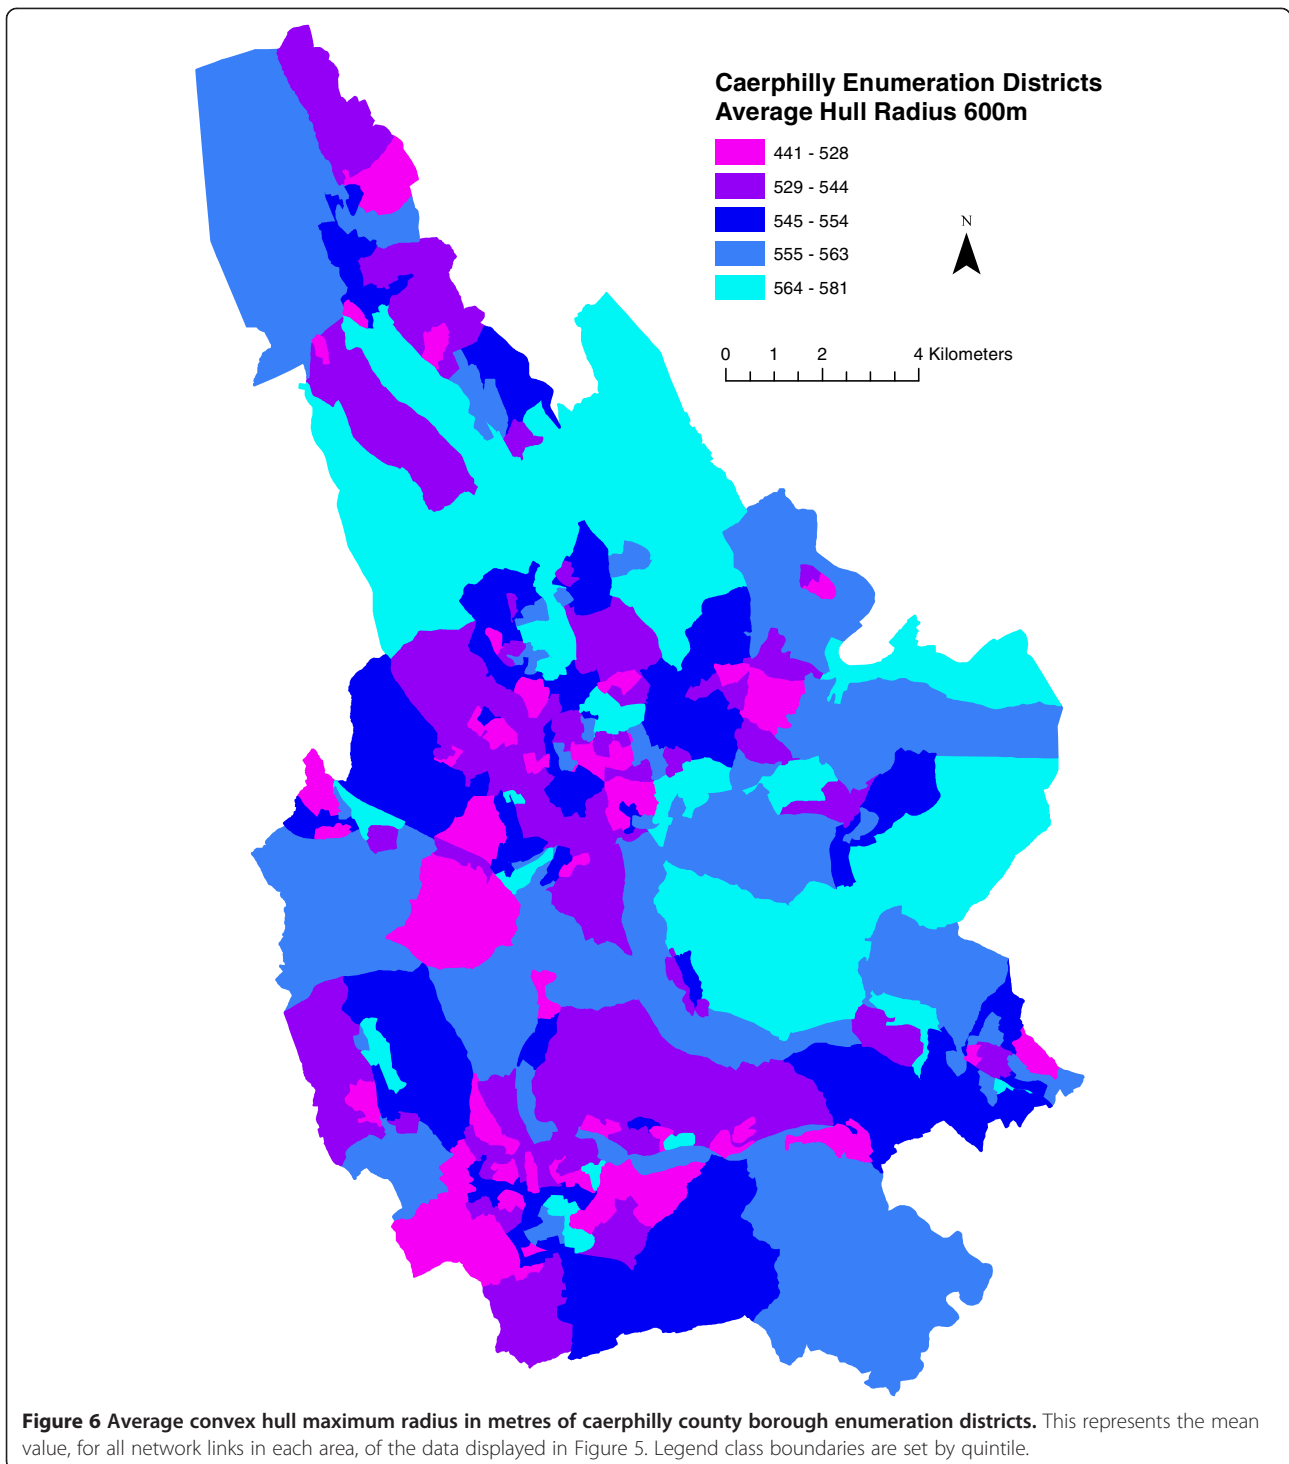 Caerphilly Enumeration Districts
Average Hull Radius 600m
441 - 528
529 - 544
545 - 554
555 - 563
564 - 581
N
0 1 2 4 Kilometers
Figure 6 Average convex hull maximum radius in metres of caerphilly county borough enumeration districts. This represents the mean
value, for all network links in each area, of the data displayed in Figure 5. Legend class boundaries are set by quintile.